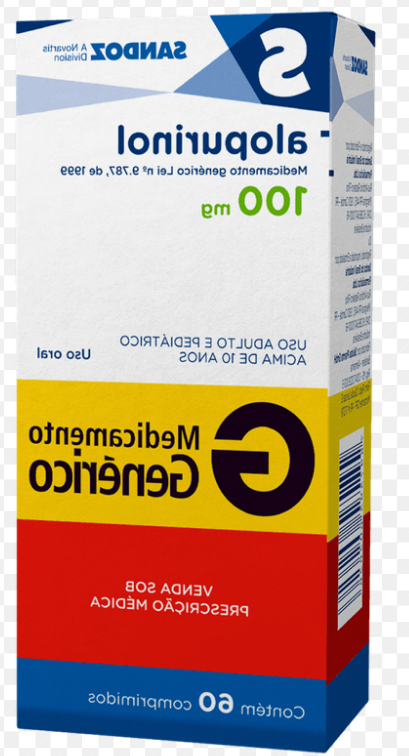 SANDOZ
A Novartis
Division
S
alopurinol
Medicamento genérico Lei nº 9.787, de 1999
100 mg
USO ADULTO E PEDIÁTRICO
ACIMA DE 10 ANOS
Uso oral
G
Medicamento
Genérico
VENDA SOB
PRESCRIÇÃO MÉDICA
Contém 60 comprimidos
SANDOZ